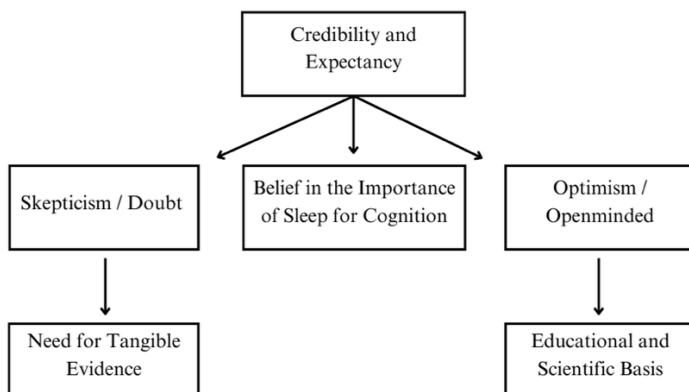 Credibility and
Expectancy
Skepticism / Doubt
Belief in the Importance
of Sleep for Cognition
Optimism /
Openminded
Need for Tangible
Evidence
Educational and
Scientific Basis